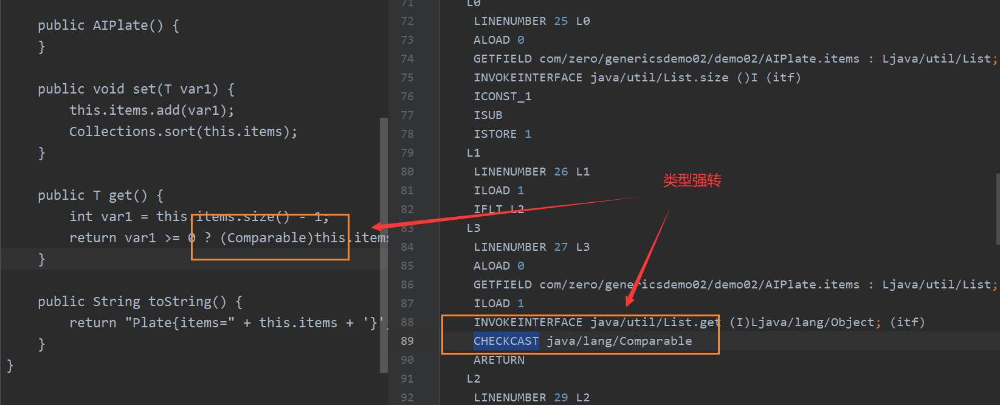 public AIPlate() {
}
public void set(T var1) {
this.items.add(var1);
Collections.sort(this.items);
}
public T get() {
int var1 = this.items.size() - 1;
return var1 >= 0 ? (Comparable)this.items
}
public String toString() {
return "Plate{items=" + this.items + '}'
}
}
71 L0
72 LINENUMBER 25 L0
73 ALOAD 0
74 GETFIELD com/zero/genericsdemo02/demo02/AIPlate.items : Ljava/util/List;
75 INVOKEINTERFACE java/util/List.size ()I (itf)
76 ICONST_1
77 ISUB
78 ISTORE 1
79 L1
80 LINENUMBER 26 L1
81 ILOAD 1
82 IFLT L2
83 L3
84 LINENUMBER 27 L3
85 ALOAD 0
86 GETFIELD com/zero/genericsdemo02/demo02/AIPlate.items : Ljava/util/List;
87 ILOAD 1
88 INVOKEINTERFACE java/util/List.get (I)Ljava/lang/Object; (itf)
89 CHECKCAST java/lang/Comparable
90 ARETURN
91 L2
92 LINENUMBER 29 L2
类型强转